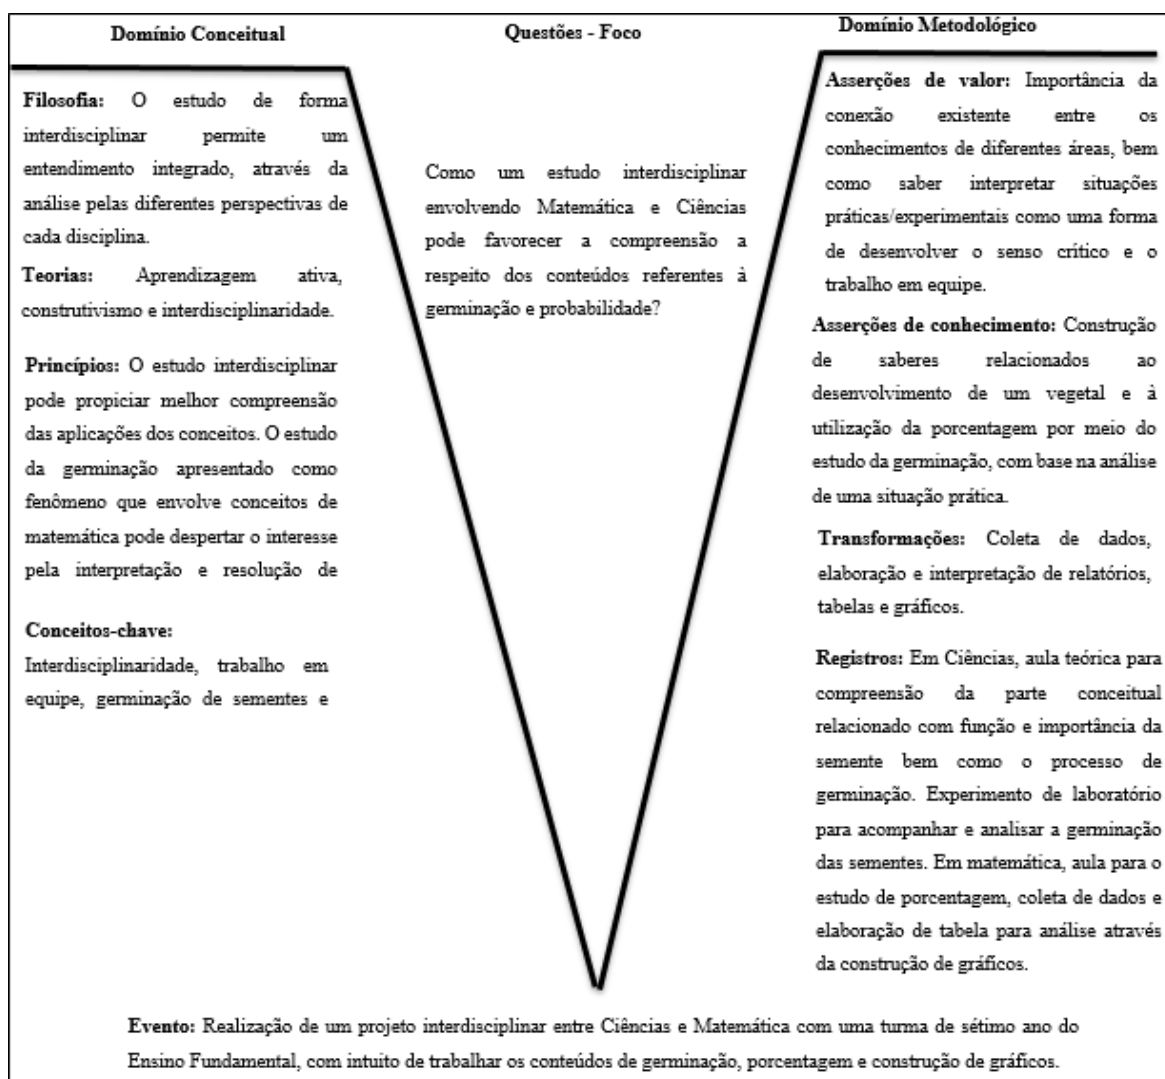 Domínio Conceitual
Filosofia: O estudo de forma
interdisciplinar permite um
entendimento integrado, através da
análise pelas diferentes perspectivas de
cada disciplina.
Teorias: Aprendizagem ativa,
construtivismo e interdisciplinaridade.
Princípios: O estudo interdisciplinar
pode propiciar melhor compreensão
das aplicações dos conceitos. O estudo
da germinação apresentado como
fenômeno que envolve conceitos de
matemática pode despertar o interesse
pela interpretação e resolução de
Conceitos-chave:
Interdisciplinaridade, trabalho em
equipe, germinação de sementes e
Questões - Foco
Como um estudo interdisciplinar
envolvendo Matemática e Ciências
pode favorecer a compreensão a
respeito dos conteúdos referentes à
germinação e probabilidade?
Domínio Metodológico
Asserções de valor: Importância da
conexão existente entre os
conhecimentos de diferentes áreas, bem
como saber interpretar situações
práticas/experimentais como uma forma
de desenvolver o senso crítico e o
trabalho em equipe.
Asserções de conhecimento: Construção
de saberes relacionados ao
desenvolvimento de um vegetal e à
utilização da porcentagem por meio do
estudo da germinação, com base na análise
de uma situação prática.
Transformações: Coleta de dados,
elaboração e interpretação de relatórios,
tabelas e gráficos.
Registros: Em Ciências, aula teórica para
compreensão da parte conceitual
relacionado com função e importância da
semente bem como o processo de
germinação. Experimento de laboratório
para acompanhar e analisar a germinação
das sementes. Em matemática, aula para o
estudo de porcentagem, coleta de dados e
elaboração de tabela para análise através
da construção de gráficos.
Evento: Realização de um projeto interdisciplinar entre Ciências e Matemática com uma turma de sétimo ano do
Ensino Fundamental, com intuito de trabalhar os conteúdos de germinação, porcentagem e construção de gráficos.